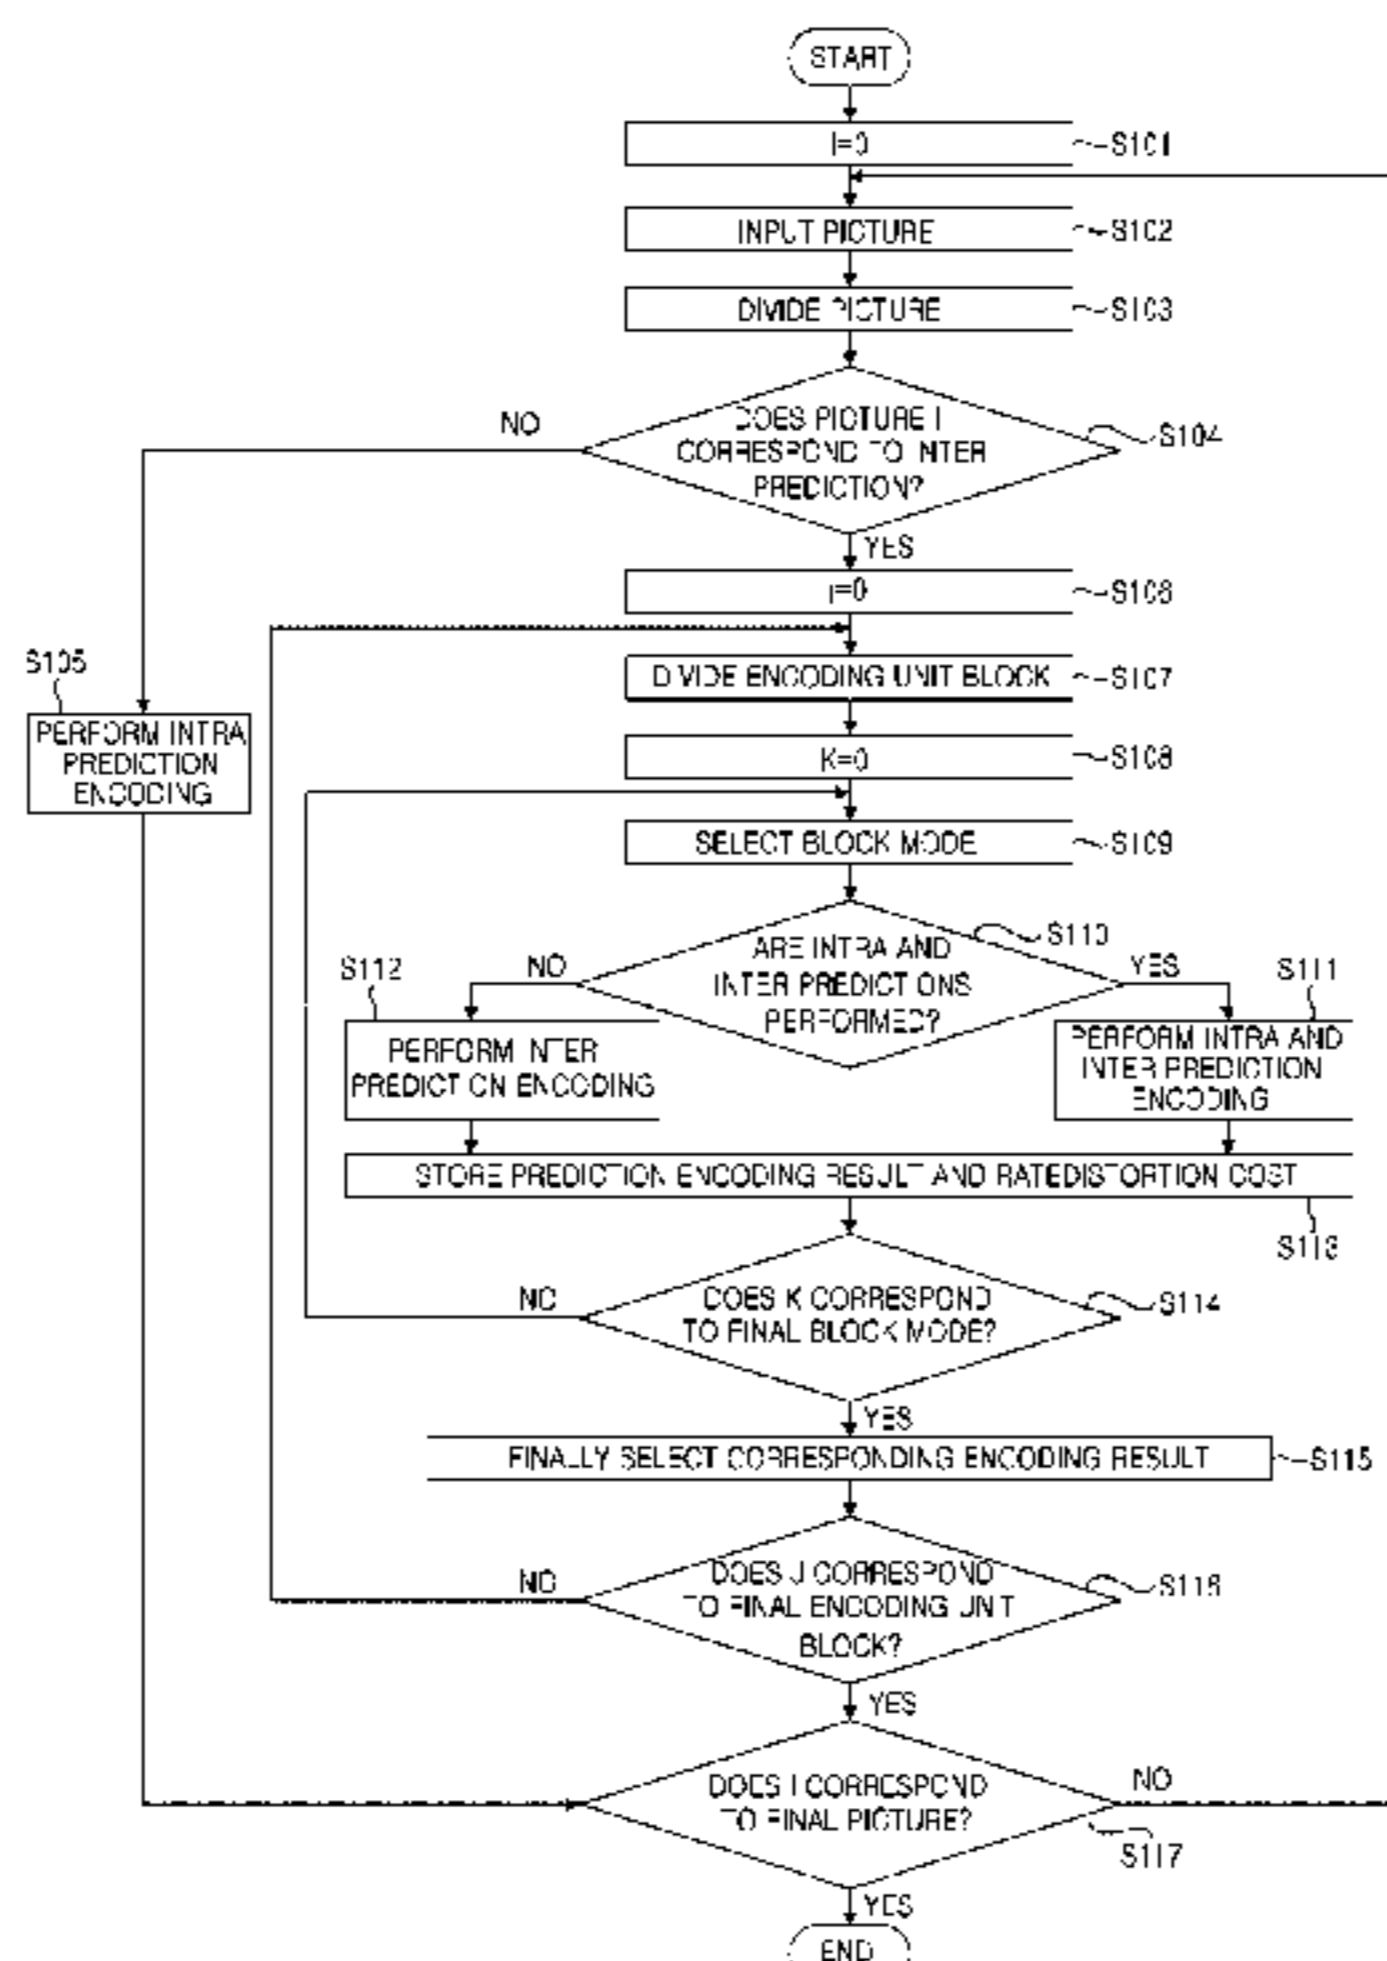 START
I=0
S101
INPUT PICTURE
S102
DIVIDE PICTURE
S103
DOES PICTURE I
CORRESPOND TO INTER
PREDICTION?
S104
NO
YES
j=0
S106
S105
PERFORM INTRA
PREDICTION
ENCODING
DIVIDE ENCODING UNIT BLOCK
S107
K=0
S108
SELECT BLOCK MODE
S109
ARE INTRA AND
INTER PREDICTIONS
PERFORMED?
S110
NO
YES
S112
PERFORM INTER
PREDICTION ENCODING
S111
PERFORM INTRA AND
INTER PREDICTION
ENCODING
STORE PREDICTION ENCODING RESULT AND RATEDISTORTION COST
S113
DOES K CORRESPOND
TO FINAL BLOCK MODE?
S114
NO
YES
FINALLY SELECT CORRESPONDING ENCODING RESULT
S115
DOES J CORRESPOND
TO FINAL ENCODING UNIT
BLOCK?
S116
NO
YES
DOES I CORRESPOND
TO FINAL PICTURE?
NO
S117
YES
END